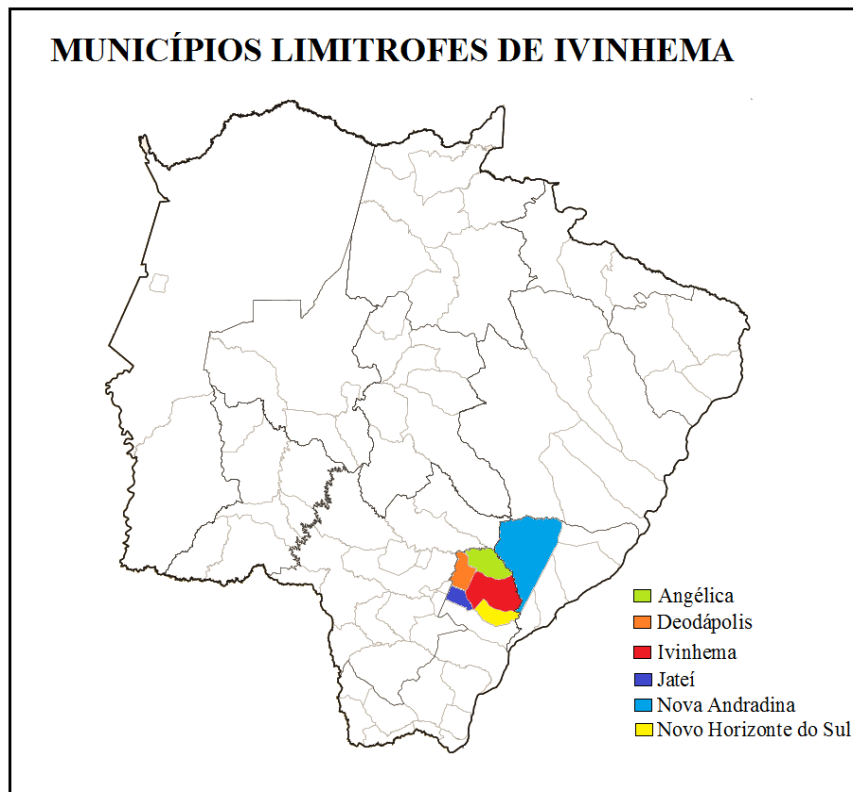 MUNICÍPIOS LIMITROFES DE IVINHEMA
Angélica
Deodápolis
Ivinhema
Jateí
Nova Andradina
Novo Horizonte do Sul